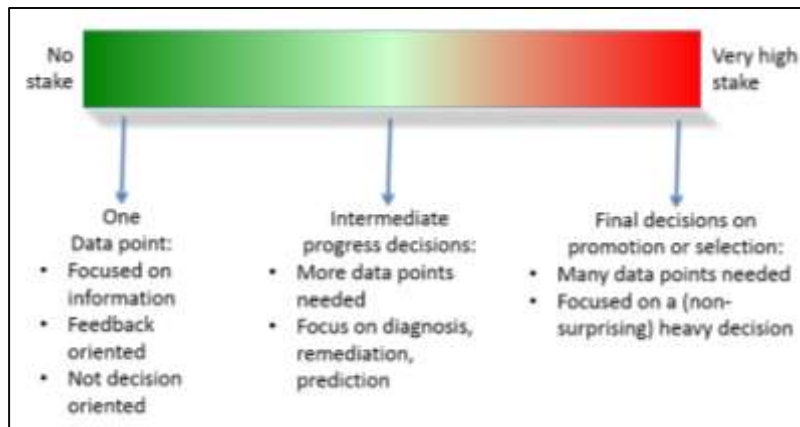 No
stake
Very high
stake
One
Data point:
• Focused on
information
• Feedback
oriented
• Not decision
oriented
Intermediate
progress decisions:
• More data points
needed
• Focus on diagnosis,
remediation,
prediction
Final decisions on
promotion or selection:
• Many data points needed
• Focused on a (non-
surprising) heavy decision